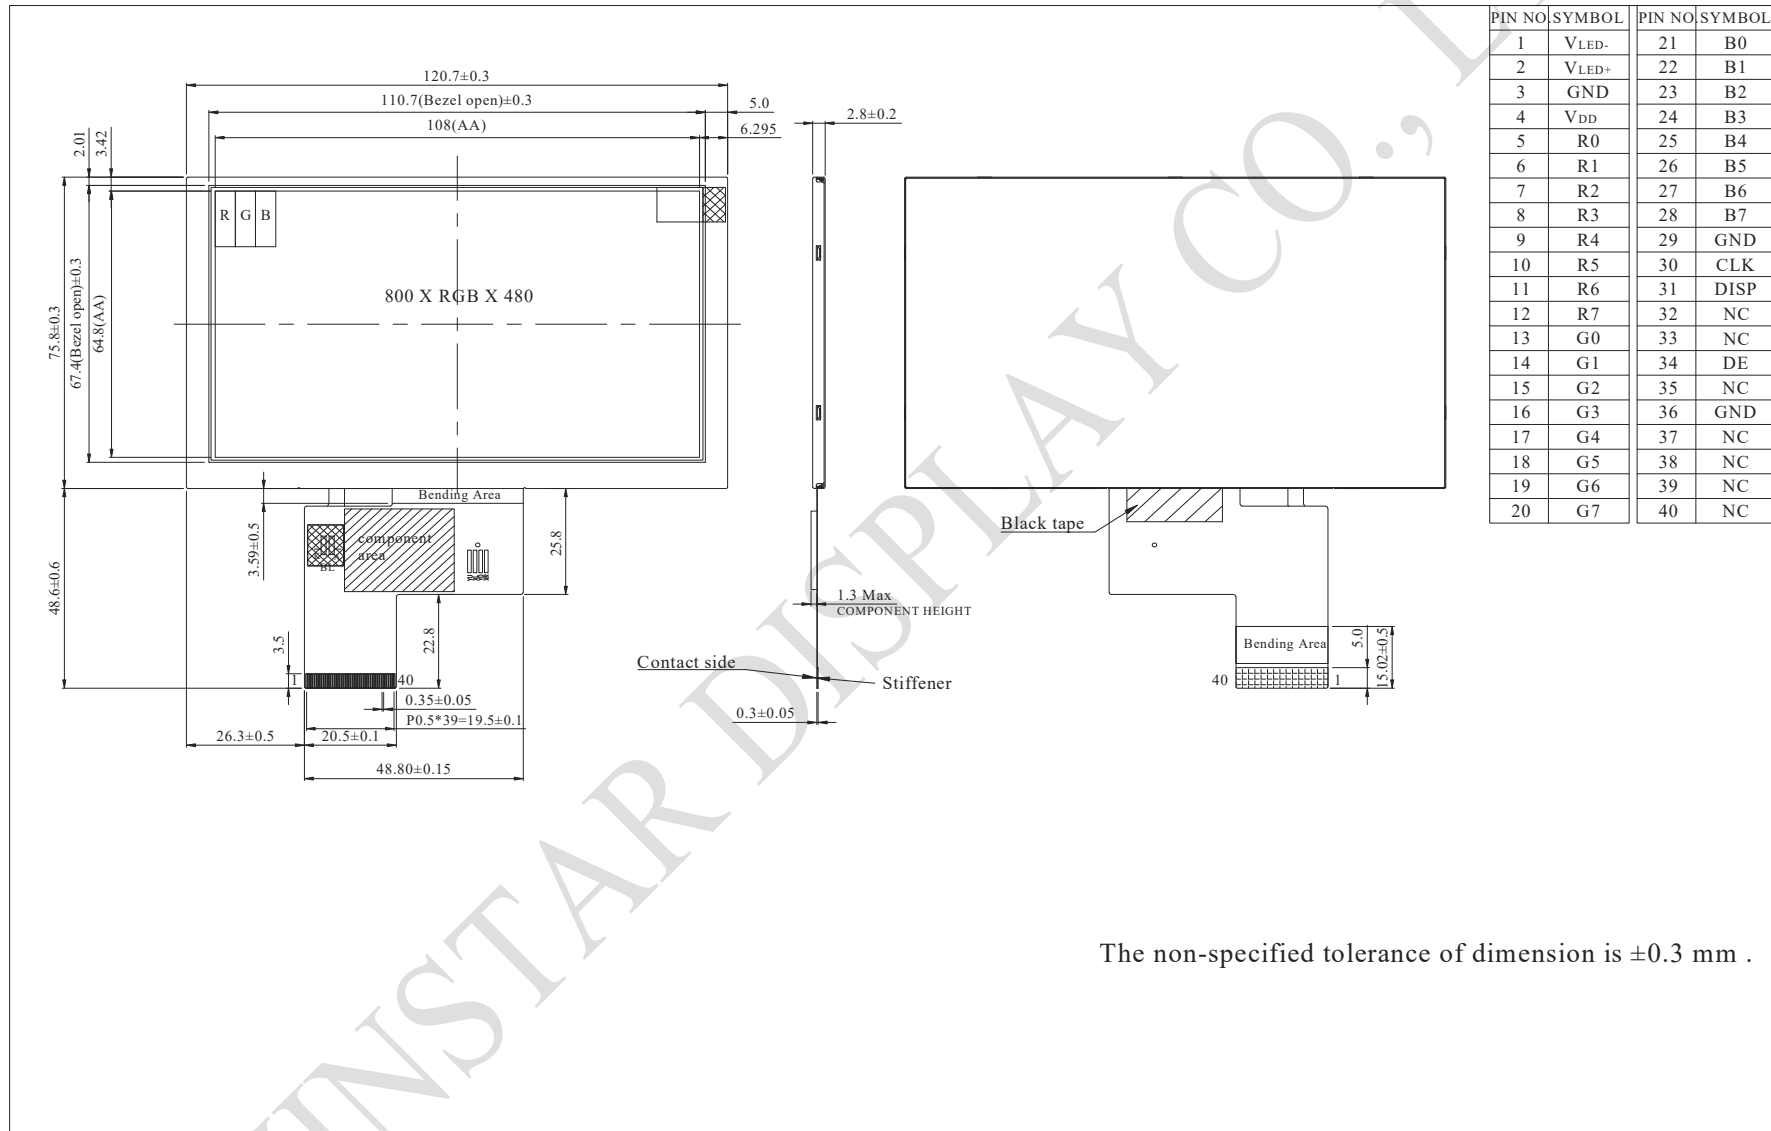 PIN NO. SYMBOL PIN NO. SYMBOL
1 VLED- 21 B0
2 VLED+ 22 B1
3 GND 23 B2
4 VDD 24 B3
5 R0 25 B4
6 R1 26 B5
7 R2 27 B6
8 R3 28 B7
9 R4 29 GND
10 R5 30 CLK
11 R6 31 DISP
12 R7 32 NC
13 G0 33 NC
14 G1 34 DE
15 G2 35 NC
16 G3 36 GND
17 G4 37 NC
18 G5 38 NC
19 G6 39 NC
20 G7 40 NC
120.7±0.3
110.7(Bezel open)±0.3
5.0
108(AA)
6.295
2.01
3.42
75.8±0.3
67.4(Bezel open)±0.3
64.8(AA)
R G B
800 X RGB X 480
2.8±0.2
Bending Area
component
area
BL
3.59±0.5
48.6±0.6
25.8
22.8
3.5
1 40
0.35±0.05
P0.5*39=19.5±0.1
26.3±0.5
20.5±0.1
48.80±0.15
1.3 Max
COMPONENT HEIGHT
Contact side
Stiffener
0.3±0.05
Black tape
Bending Area
5.0
15.02±0.5
40 1
The non-specified tolerance of dimension is ±0.3 mm .
INSTAR DISPLAY CO., L